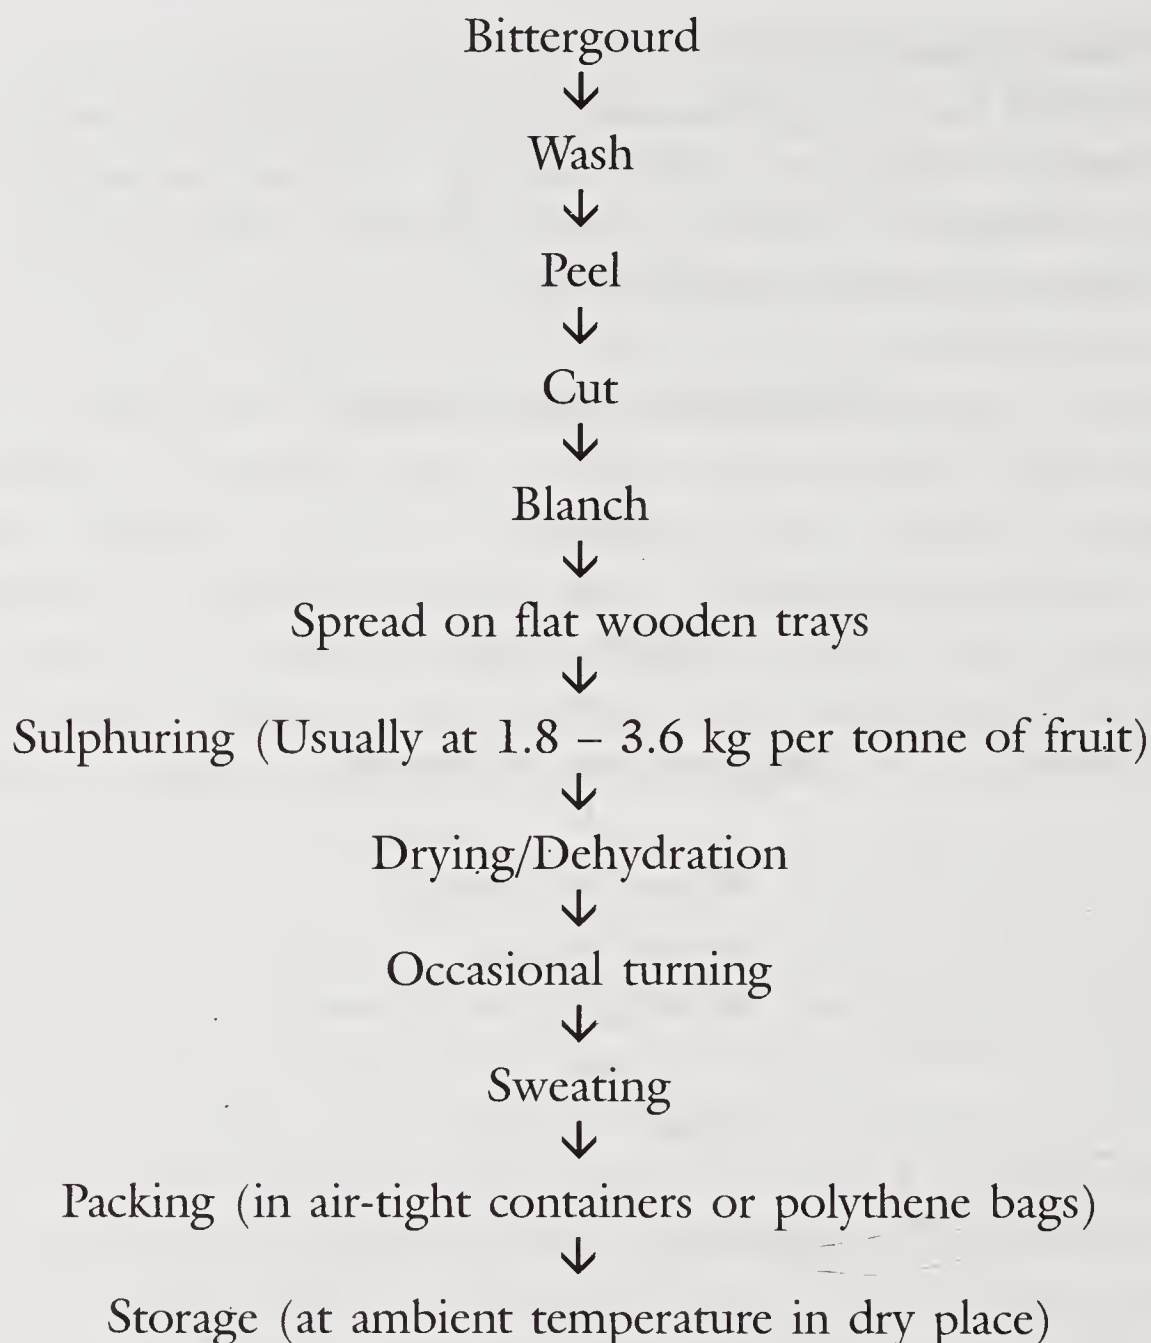 Bittergourd
↓
Wash
↓
Peel
↓
Cut
↓
Blanch
↓
Spread on flat wooden trays
↓
Sulphuring (Usually at 1.8 – 3.6 kg per tonne of fruit)
↓
Drying/Dehydration
↓
Occasional turning
↓
Sweating
↓
Packing (in air-tight containers or polythene bags)
↓
Storage (at ambient temperature in dry place)